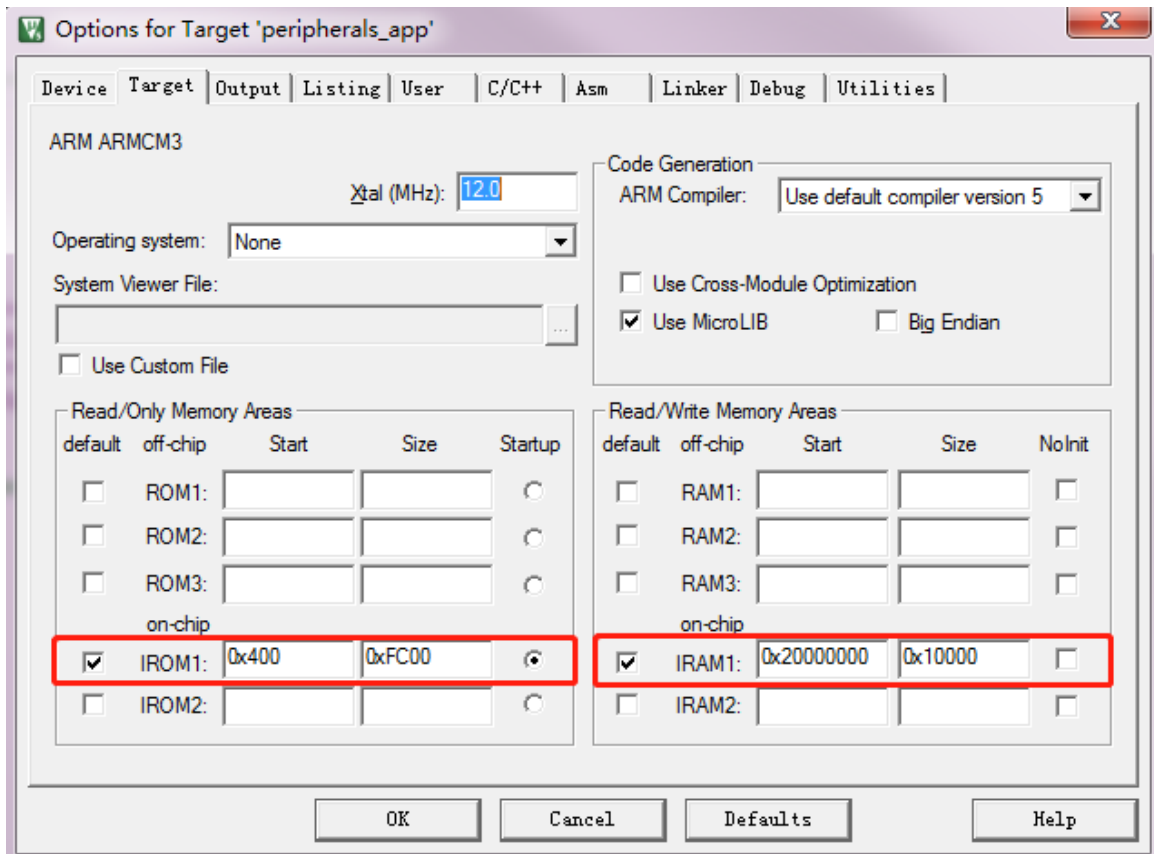 Options for Target 'peripherals_app'
Device Target Output Listing User C/C++ Asm Linker Debug Utilities
ARM ARMCM3
Xtal (MHz): 12.0
Operating system: None
System Viewer File:
...
Use Custom File
Code Generation
ARM Compiler: Use default compiler version 5
Use Cross-Module Optimization
Use MicroLIB Big Endian
Read/Only Memory Areas
default off-chip Start Size Startup
ROM1:
ROM2:
ROM3:
on-chip
IROM1: 0x400 0xFC00
IROM2:
Read/Write Memory Areas
default off-chip Start Size NoInit
RAM1:
RAM2:
RAM3:
on-chip
IRAM1: 0x20000000 0x10000
IRAM2:
OK Cancel Defaults Help